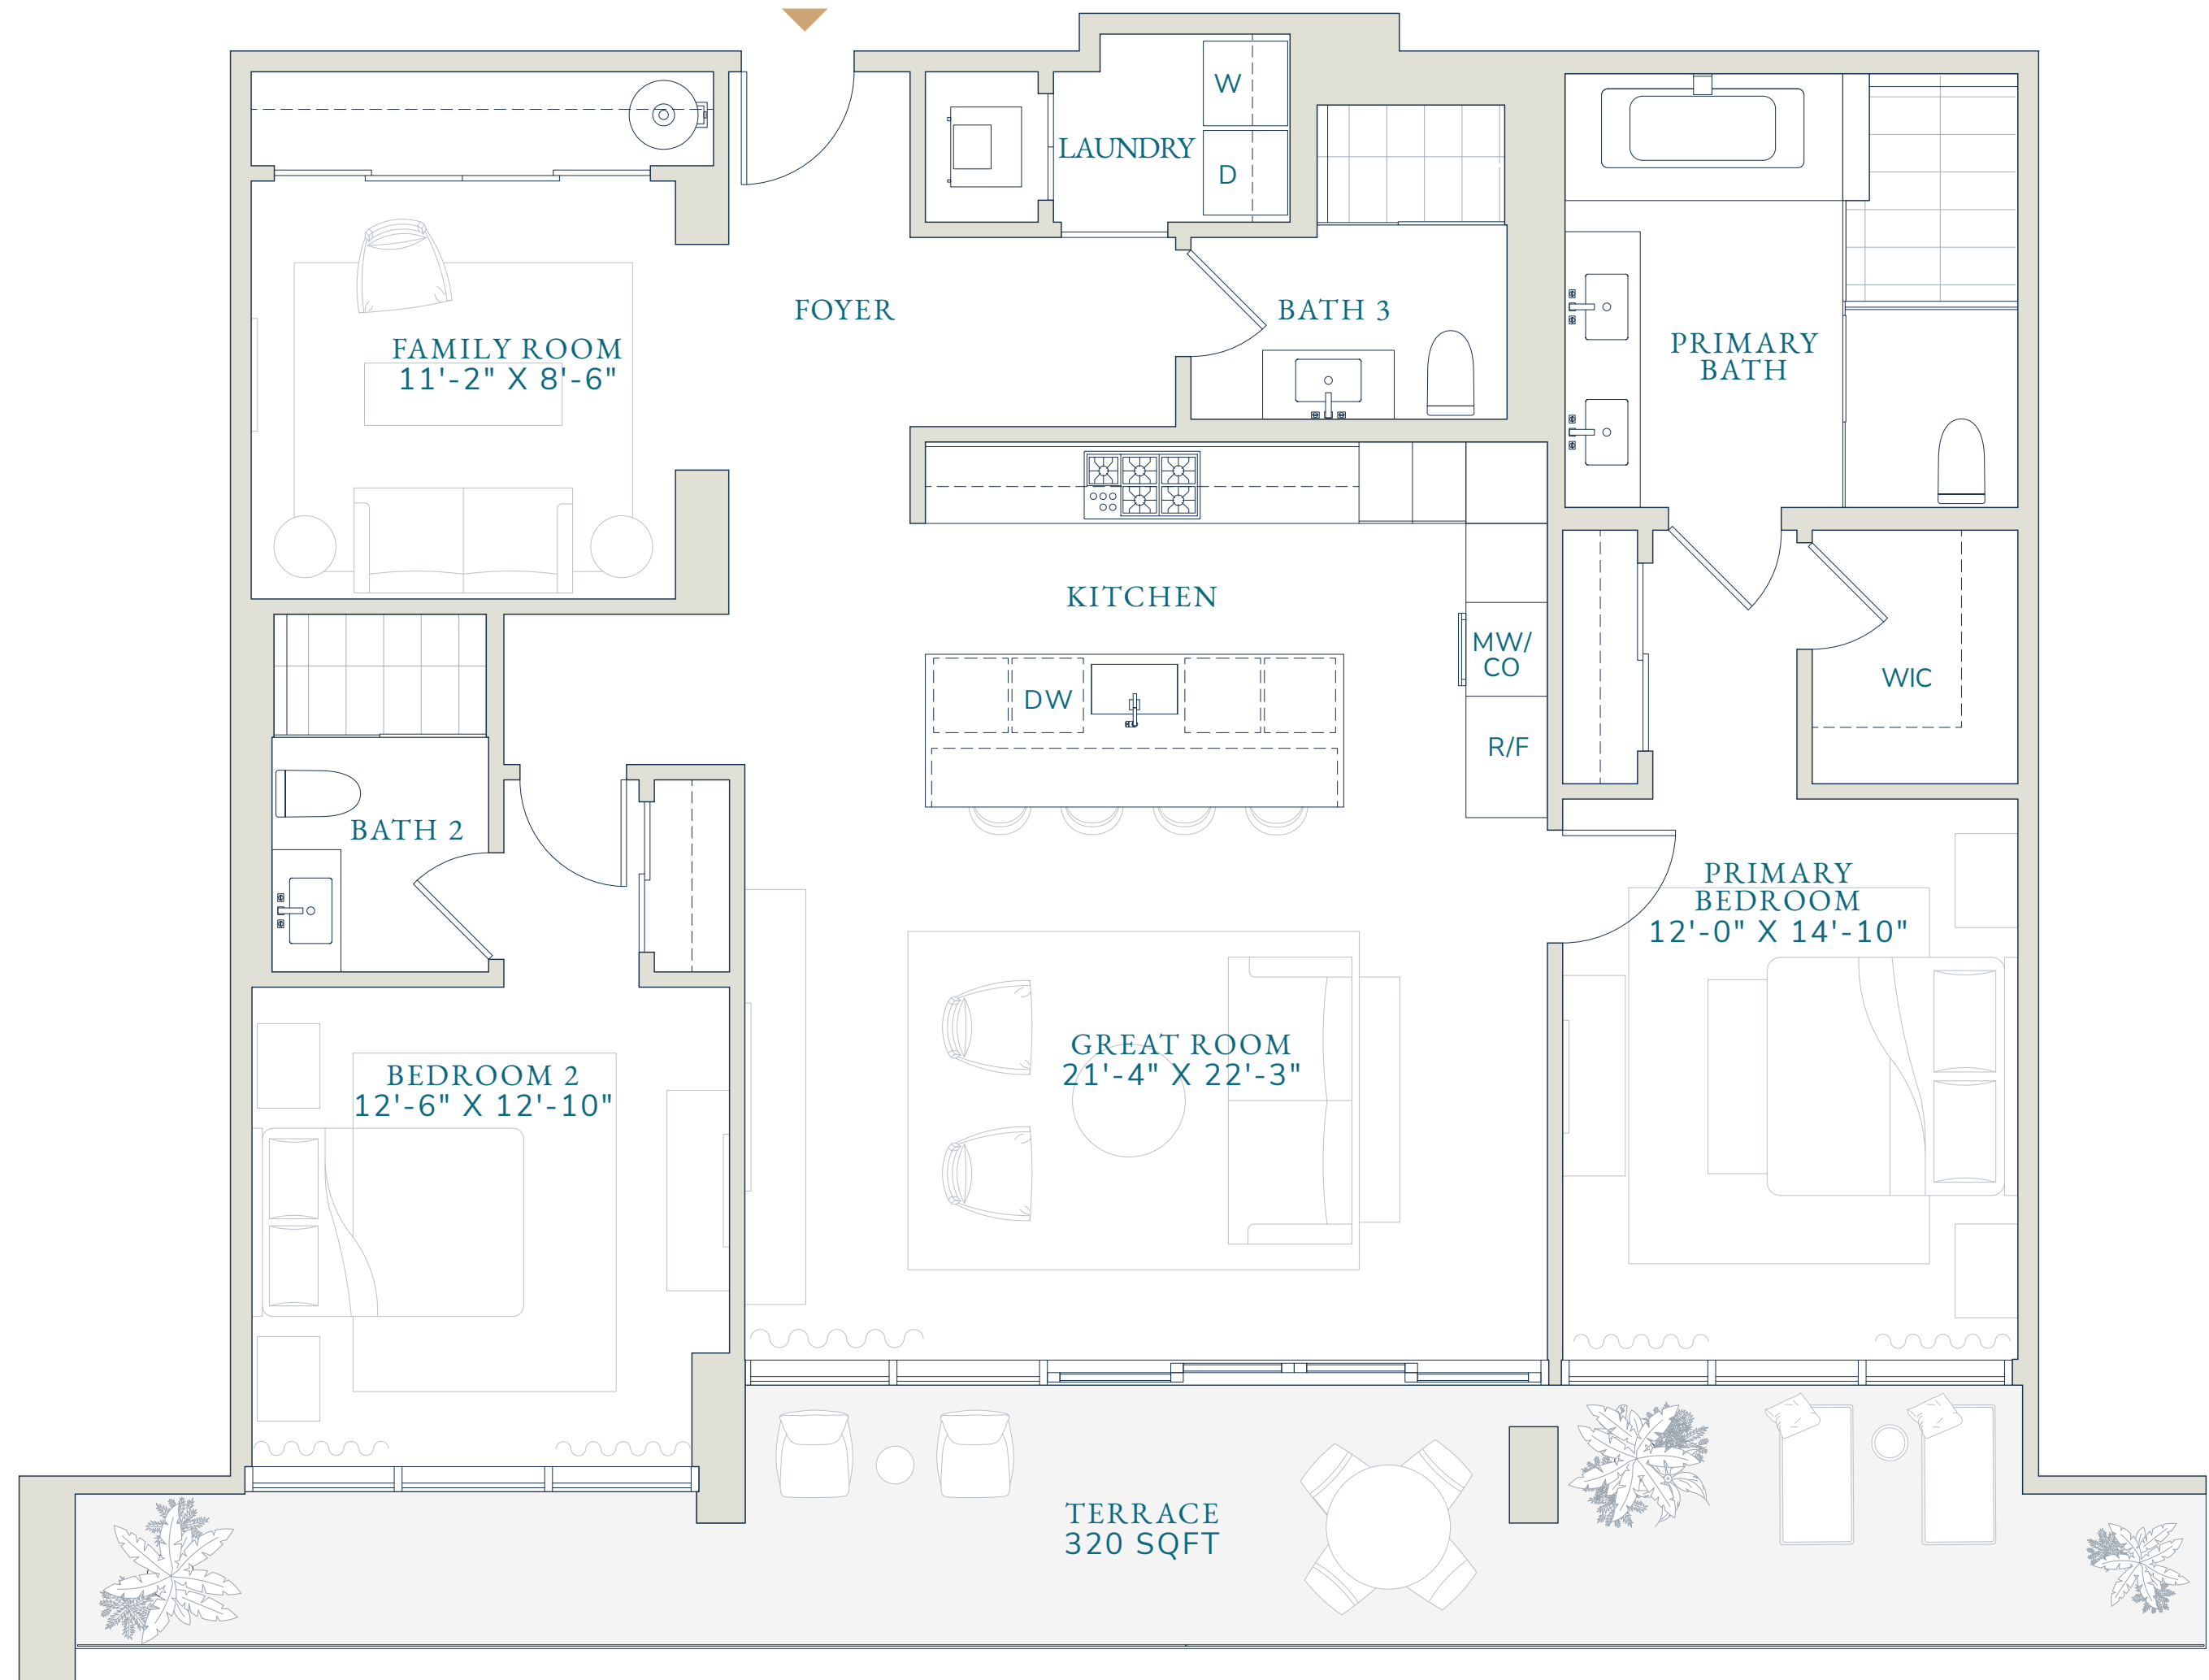 W
LAUNDRY
D
FOYER
BATH 3
FAMILY ROOM
11'-2" X 8'-6"
PRIMARY
BATH
KITCHEN
MW/
CO
WIC
DW
R/F
BATH 2
PRIMARY
BEDROOM
12'-0" X 14'-10"
GREAT ROOM
21'-4" X 22'-3"
BEDROOM 2
12'-6" X 12'-10"
TERRACE
320 SQFT